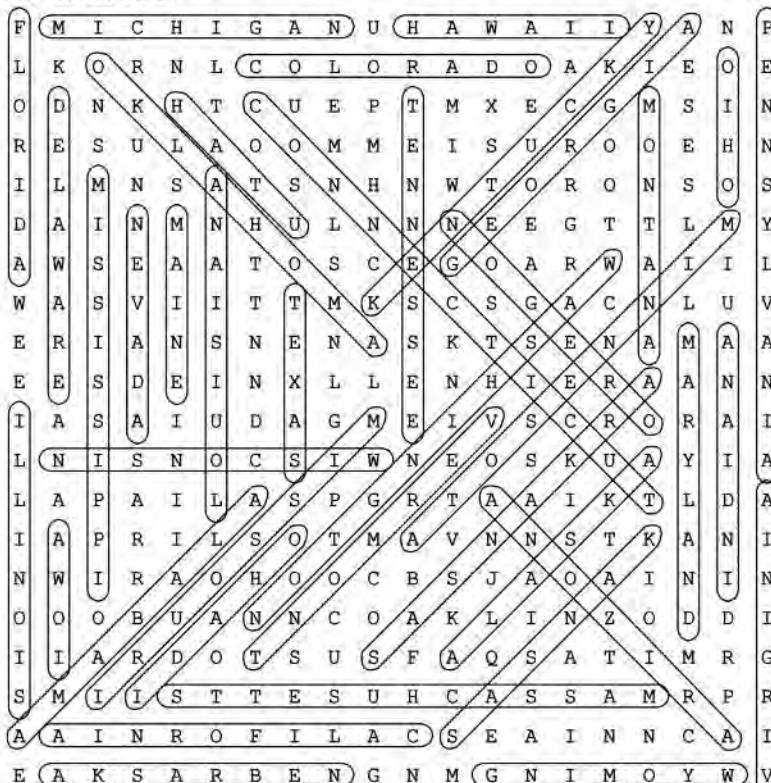 F M I C H I G A N U H A W A I I Y A N P
L K O R N L C O L O R A D O A K I E O E
O D N K H T C U E P T M X E C G M S I N
R E S U L A O O M M E I S U R O O E H N
I L M N S A T S N H N W T O R O N S O S
D A I N M N H U L N N N E E G T T L M Y
A W S E A A T O S C E G O A R W A I I L
W A S V I I T T M K S C S G A C N L U V
E R I A N S N E N A S K T S E N A M A A
E E S D E I N X L L E N H I E R A A N N
I A S A I U D A G M E I V S C R O R A I
L N I S N O C S I W N E O S K U A Y I A
L A P A I L A S P G R T A A I K T L D A
I A P R I L S O T M A V N N S T K A N I
N W I R A O H O O C B S J A O A I N I N
O O O B U A N N C O A K L I N Z O D D I
I I A R D O T S U S F A Q S A T I M R G
S M I I S T T E S U H C A S S A M R P R
A A I N R O F I L A C S E A I N N C A I
E A K S A R B E N G N M G N I M O Y W V